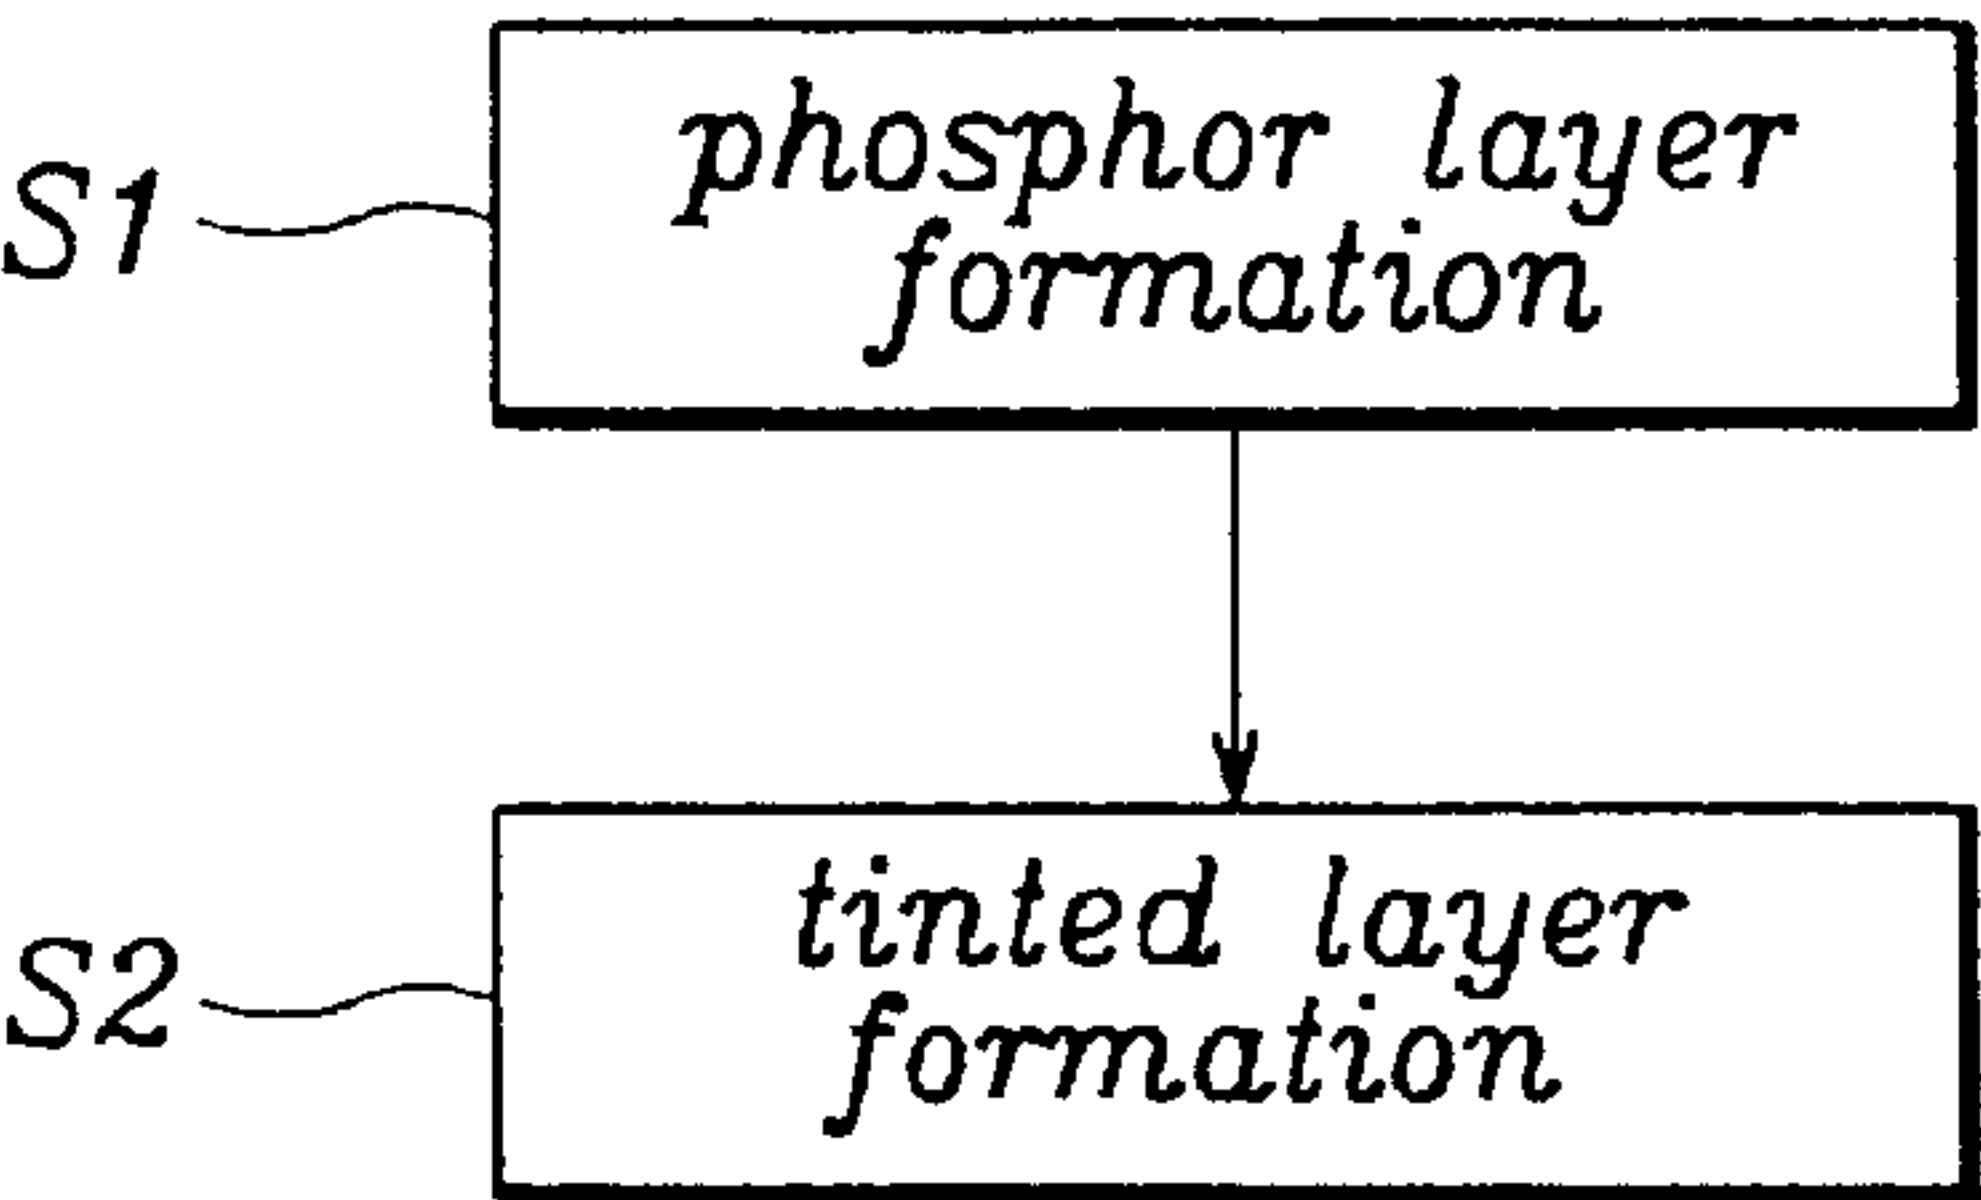 S1
phosphor layer
formation
S2
tinted layer
formation